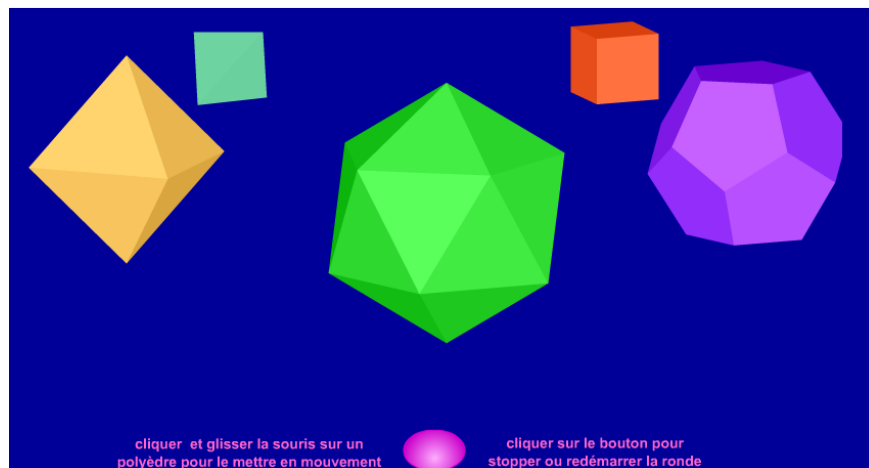 cliquer et glisser la souris sur un
polyèdre pour le mettre en mouvement
cliquer sur le bouton pour
stopper ou redémarrer la ronde